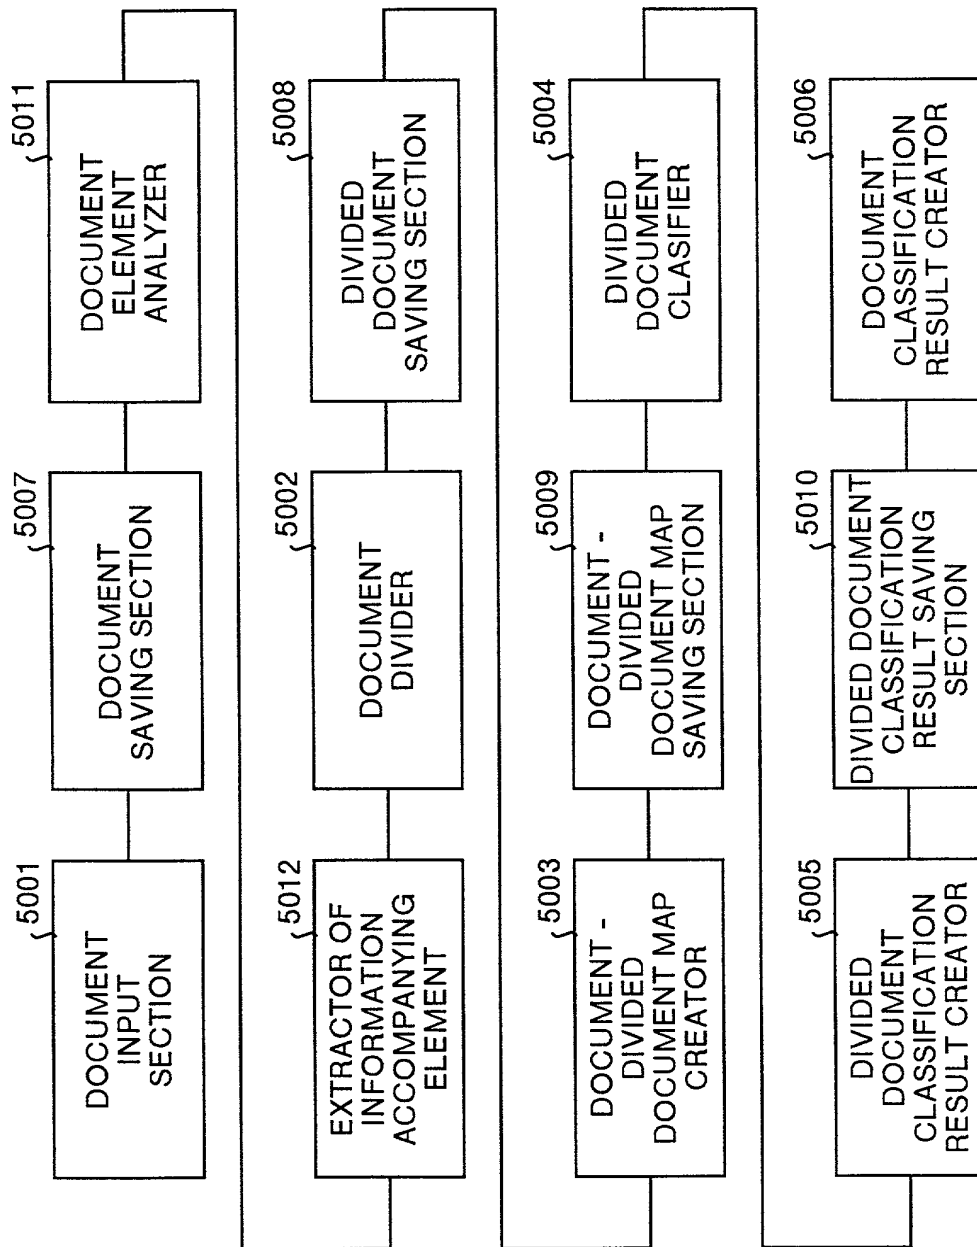 5001
DOCUMENT
INPUT
SECTION
5007
DOCUMENT
SAVING SECTION
5011
DOCUMENT
ELEMENT
ANALYZER
5012
EXTRACTOR OF
INFORMATION
ACCOMPANYING
ELEMENT
5002
DOCUMENT
DIVIDER
5008
DIVIDED
DOCUMENT
SAVING SECTION
5003
DOCUMENT -
DIVIDED
DOCUMENT MAP
CREATOR
5009
DOCUMENT -
DIVIDED
DOCUMENT MAP
SAVING SECTION
5004
DIVIDED
DOCUMENT
CLASIFIER
5005
DIVIDED
DOCUMENT
CLASSIFICATION
RESULT CREATOR
5010
DIVIDED DOCUMENT
CLASSIFICATION
RESULT SAVING
SECTION
5006
DOCUMENT
CLASSIFICATION
RESULT CREATOR